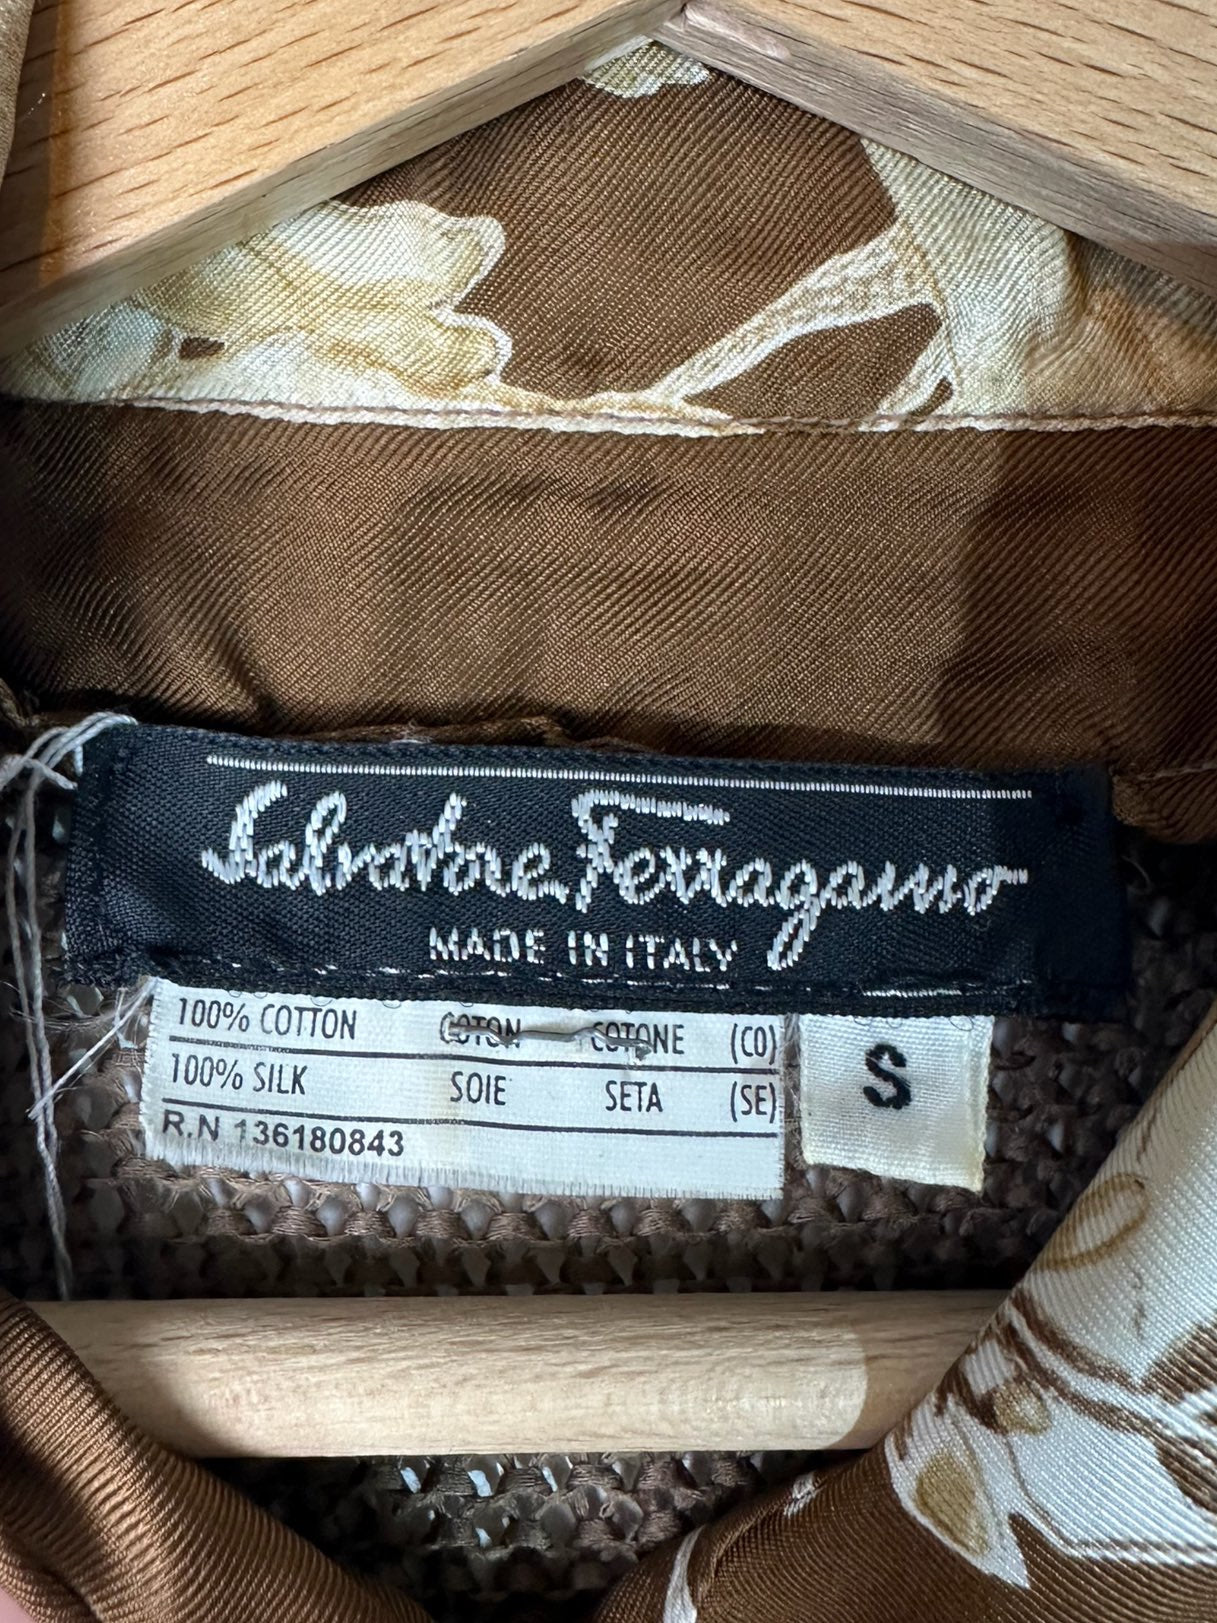 Salvatore Ferragamo
MADE IN ITALY
100% COTTON COTON COTONE (CO)
100% SILK SOIE SETA (SE)
R.N 136180843
S